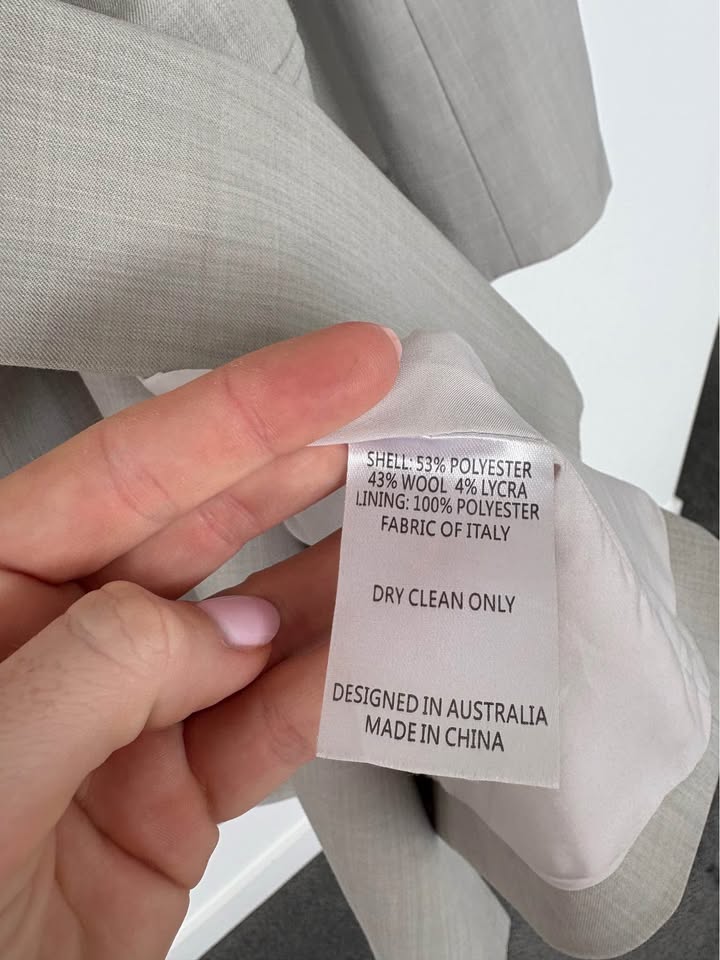 SHELL: 53% POLYESTER
43% WOOL 4% LYCRA
LINING: 100% POLYESTER
FABRIC OF ITALY
DRY CLEAN ONLY
DESIGNED IN AUSTRALIA
MADE IN CHINA